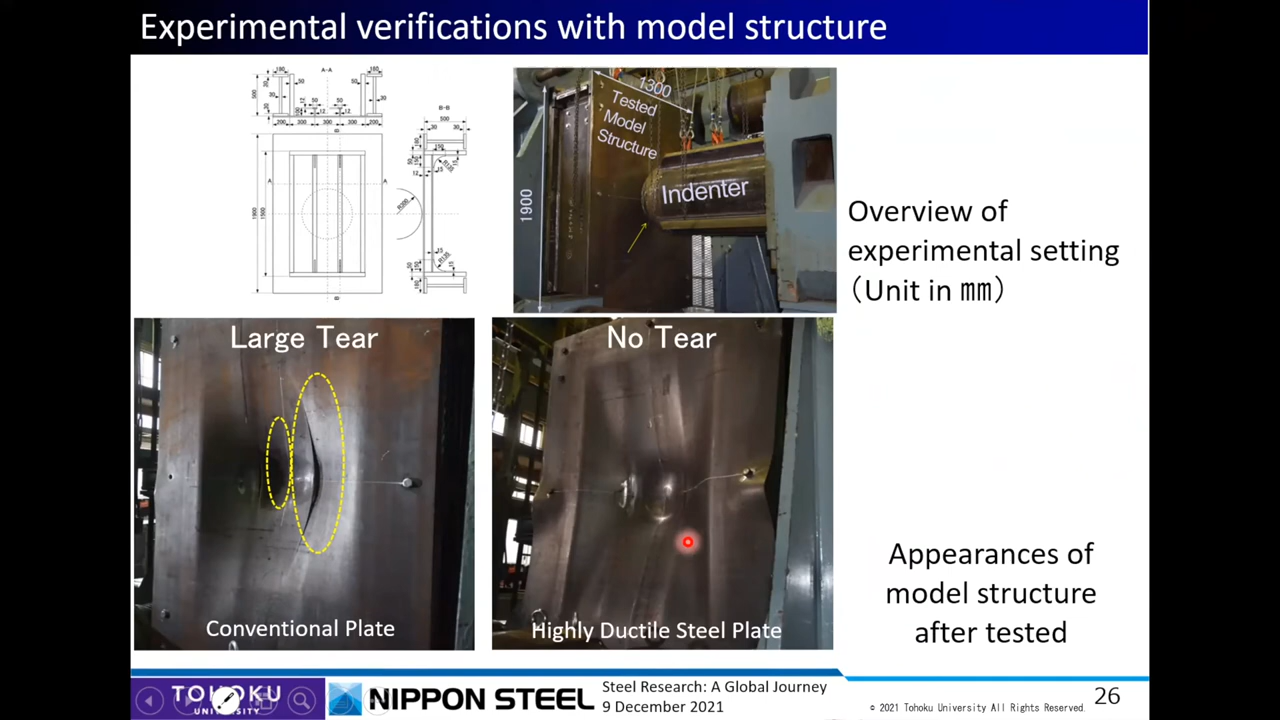 Experimental verifications with model structure
A-A
B-B
1300
Tested
Model
Structure
Indenter
1900
Overview of
experimental setting
（Unit in ㎜）
Large Tear
Conventional Plate
No Tear
Highly Ductile Steel Plate
Appearances of
model structure
after tested
TOHOKU
UNIVERSITY
NIPPON STEEL
Steel Research: A Global Journey
9 December 2021
© 2021 Tohoku University All Rights Reserved.
26